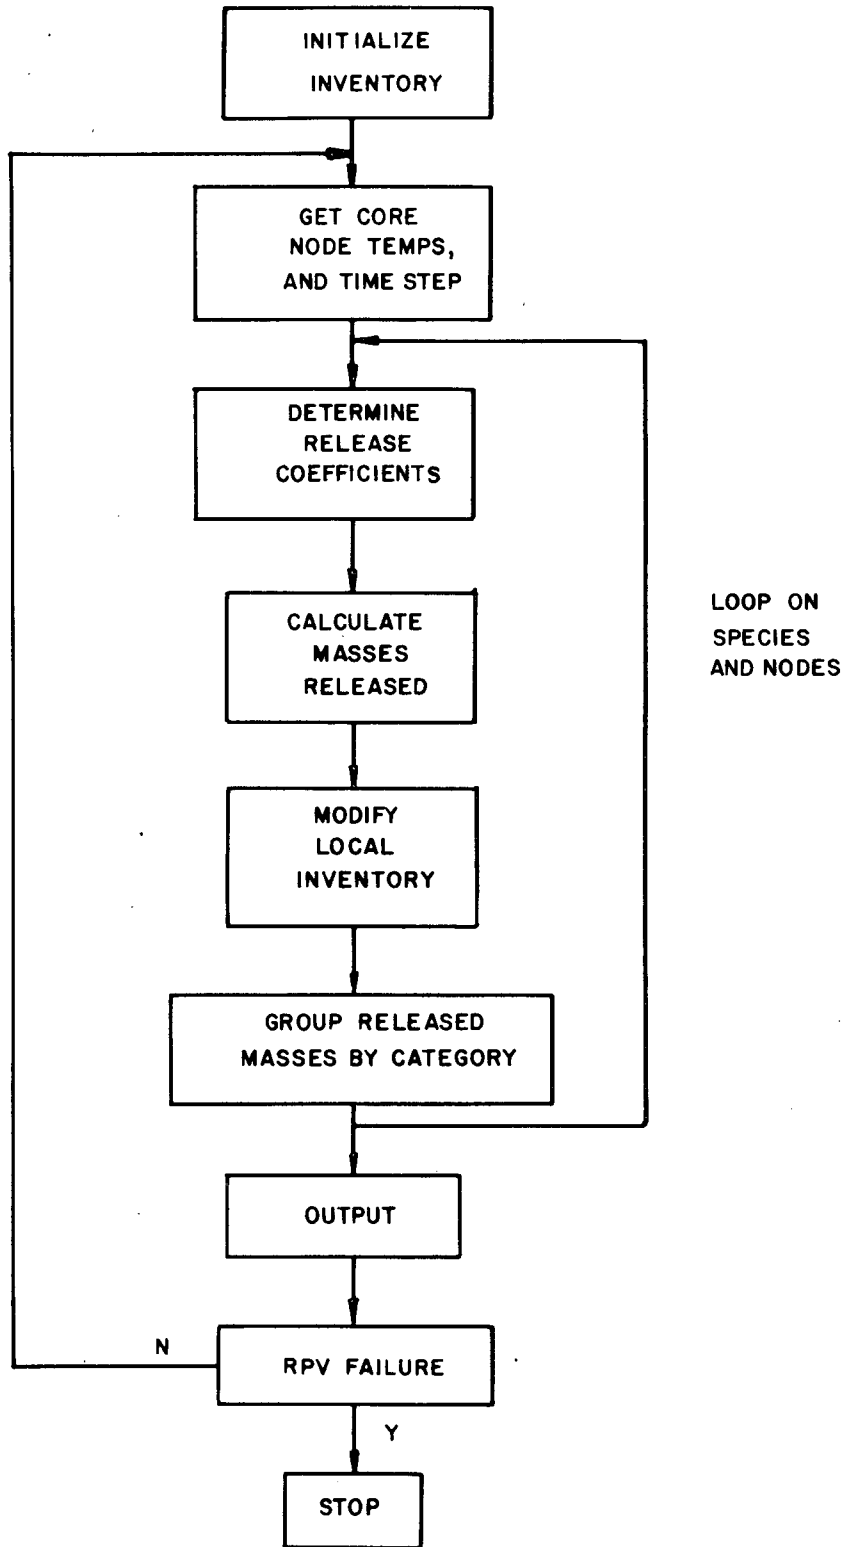 INITIALIZE
INVENTORY
GET CORE
NODE TEMPS,
AND TIME STEP
DETERMINE
RELEASE
COEFFICIENTS
CALCULATE
MASSES
RELEASED
LOOP ON
SPECIES
AND NODES
MODIFY
LOCAL
INVENTORY
GROUP RELEASED
MASSES BY CATEGORY
OUTPUT
N
RPV FAILURE
Y
STOP